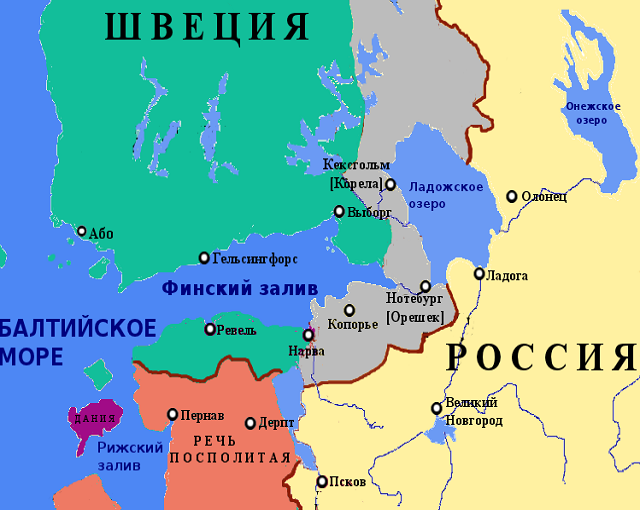 ШВЕЦИЯ
Онежское
озеро
Кексгольм
[Корела]
Ладожское
озеро
Олонец
Выборг
Або
Гельсингфорс
Ладога
Финский залив
Нотебург
[Орешек]
Копорье
БАЛТИЙСКОЕ
МОРЕ
Ревель
Нарва
РОССИЯ
ДАНИЯ
Пернав
Дерпт
Великий
Новгород
РЕЧЬ
ПОСПОЛИТАЯ
Рижский
залив
Псков